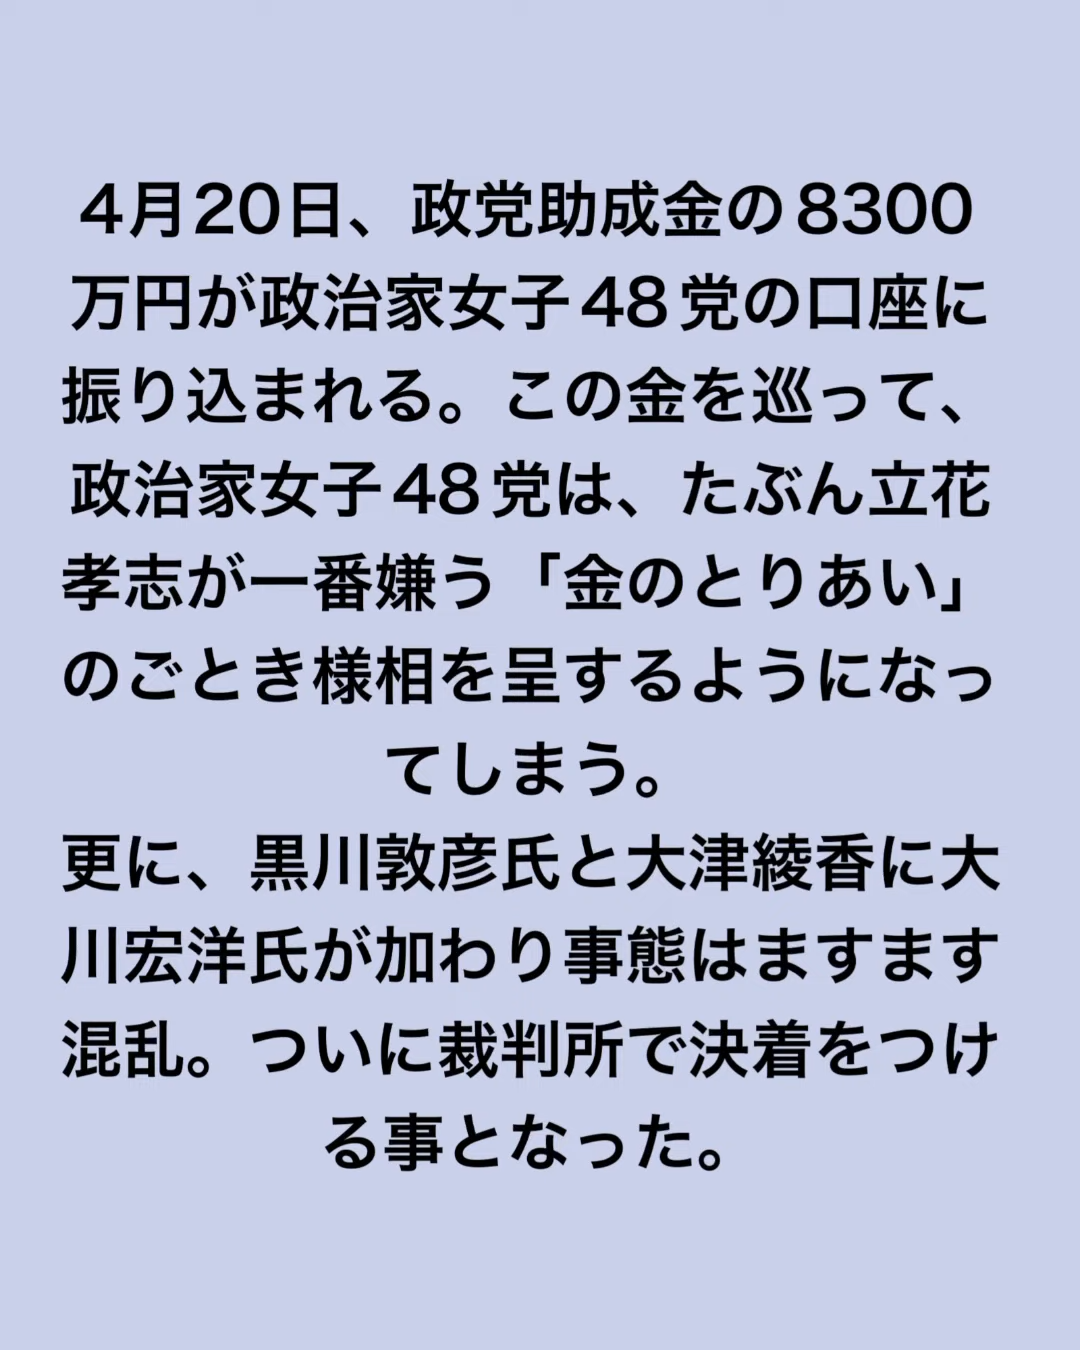 4月20日、政党助成金の8300
万円が政治家女子48党の口座に
振り込まれる。この金を巡って、
政治家女子48党は、たぶん立花
孝志が一番嫌う「金のとりあい」
のごとき様相を呈するようになっ
てしまう。
更に、黒川敦彦氏と大津綾香に大
川宏洋氏が加わり事態はますます
混乱。ついに裁判所で決着をつけ
る事となった。